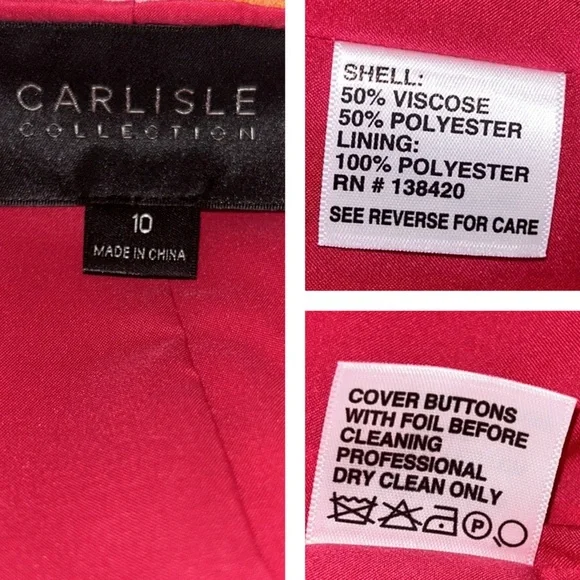 CARLISLE
COLLECTION
10
MADE IN CHINA
SHELL:
50% VISCOSE
50% POLYESTER
LINING:
100% POLYESTER
RN # 138420
SEE REVERSE FOR CARE
COVER BUTTONS
WITH FOIL BEFORE
CLEANING
PROFESSIONAL
DRY CLEAN ONLY
P